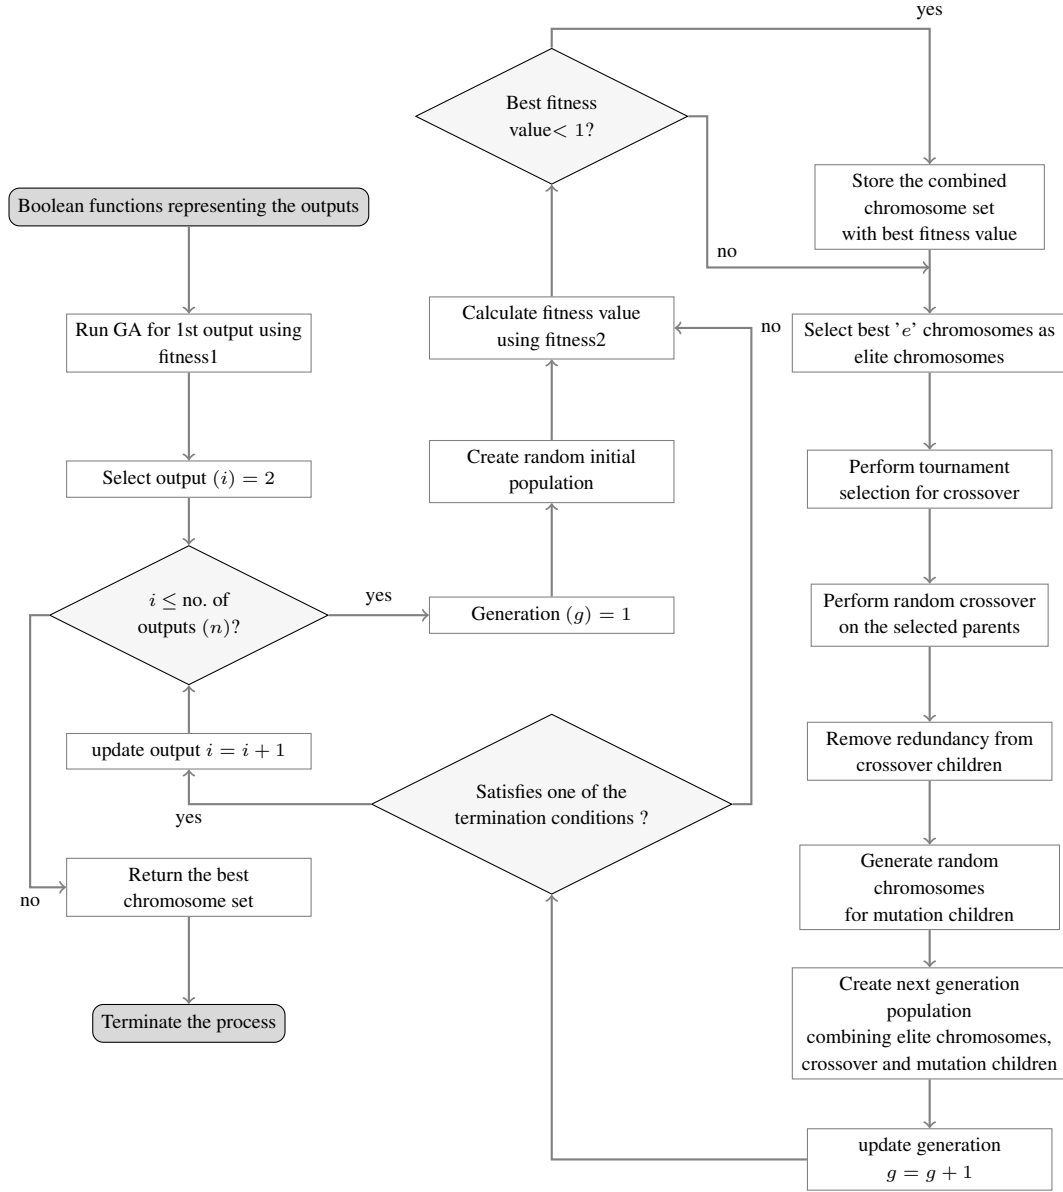 Boolean functions representing the outputs
Run GA for 1st output using
fitness1
Select output (i) = 2
i ≤ no. of
outputs (n)?
yes
no
update output i = i + 1
yes
Return the best
chromosome set
Terminate the process
Generation (g) = 1
Create random initial
population
Calculate fitness value
using fitness2
Best fitness
value< 1?
yes
no
Store the combined
chromosome set
with best fitness value
Select best ’e’ chromosomes as
elite chromosomes
Perform tournament
selection for crossover
Perform random crossover
on the selected parents
Remove redundancy from
crossover children
Generate random
chromosomes
for mutation children
Create next generation
population
combining elite chromosomes,
crossover and mutation children
update generation
g = g + 1
Satisfies one of the
termination conditions ?
no